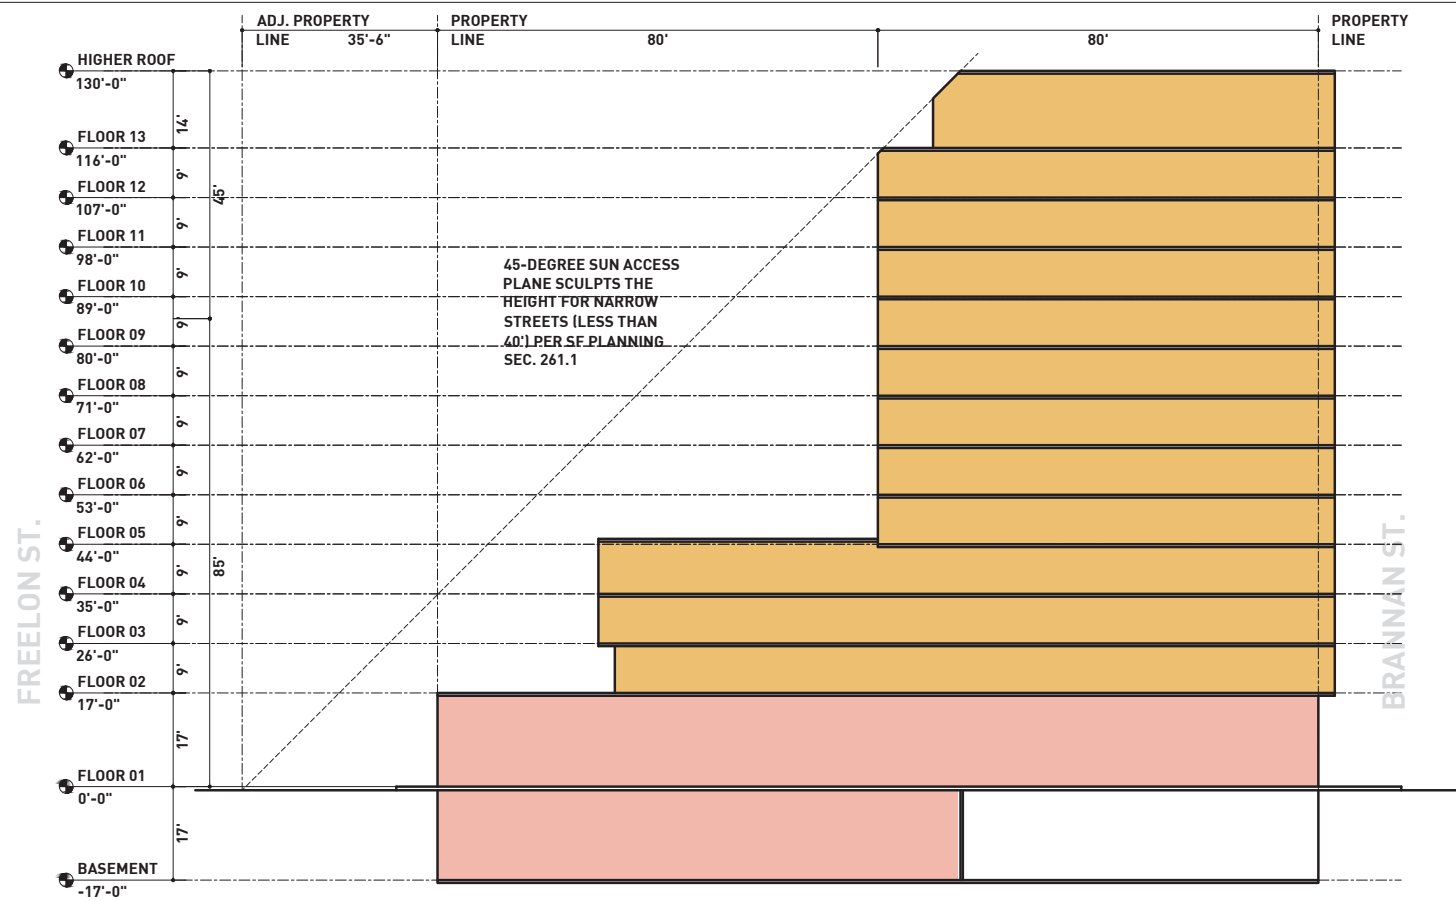 ADJ. PROPERTY
LINE 35'-6"
PROPERTY
LINE 80'
80'
PROPERTY
LINE
HIGHER ROOF
130'-0"
14'
FLOOR 13
116'-0"
9'
FLOOR 12
107'-0"
45'
9'
FLOOR 11
98'-0"
9'
FLOOR 10
89'-0"
9'
FLOOR 09
80'-0"
9'
FLOOR 08
71'-0"
9'
FLOOR 07
62'-0"
9'
FLOOR 06
53'-0"
9'
FLOOR 05
44'-0"
9'
85'
FLOOR 04
35'-0"
9'
FLOOR 03
26'-0"
9'
FLOOR 02
17'-0"
17'
FLOOR 01
0'-0"
17'
BASEMENT
-17'-0"
45-DEGREE SUN ACCESS
PLANE SCULPTS THE
HEIGHT FOR NARROW
STREETS (LESS THAN
40') PER SF PLANNING
SEC. 261.1
FREELON ST.
BRANNAN ST.